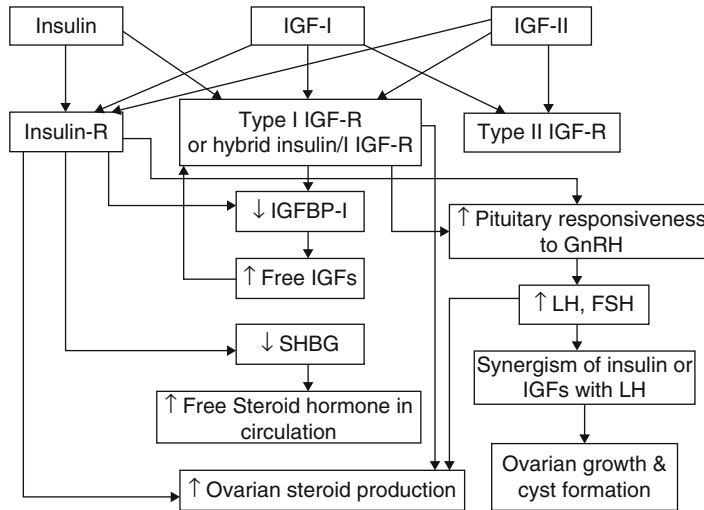 Insulin
IGF-I
IGF-II
Insulin-R
Type I IGF-R
or hybrid insulin/I IGF-R
Type II IGF-R
↓ IGFBP-I
↑ Pituitary responsiveness
to GnRH
↑ Free IGFs
↑ LH, FSH
↓ SHBG
Synergism of insulin or
IGFs with LH
↑ Free Steroid hormone in
circulation
↑ Ovarian steroid production
Ovarian growth &
cyst formation